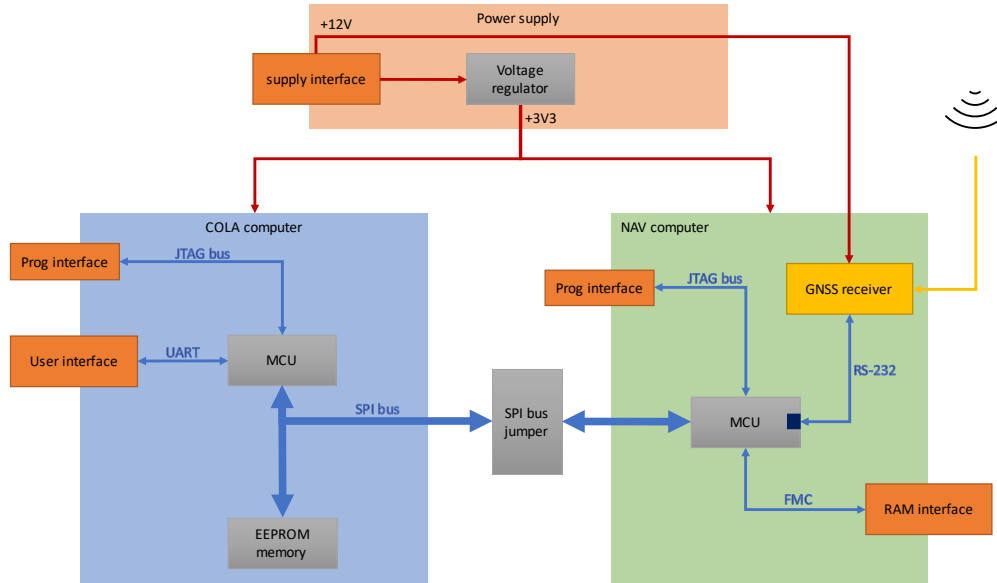 Power supply
+12V
supply interface
Voltage
regulator
+3V3
COLA computer
NAV computer
Prog interface
JTAG bus
Prog interface
JTAG bus
GNSS receiver
User interface
UART
MCU
RS-232
SPI bus
SPI bus
jumper
MCU
FMC
RAM interface
EEPROM
memory